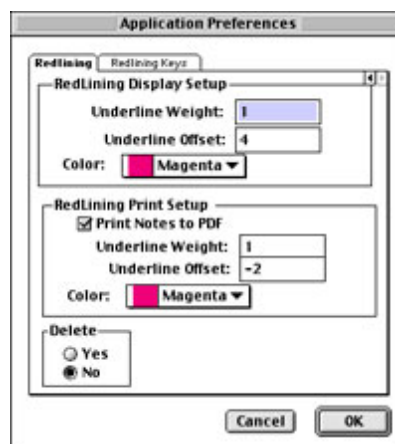 Application Preferences
Redlining Redlining Keys
RedLining Display Setup
Underline Weight: 1
Underline Offset: 4
Color: Magenta
RedLining Print Setup
Print Notes to PDF
Underline Weight: 1
Underline Offset: -2
Color: Magenta
Delete
Yes
No
Cancel OK